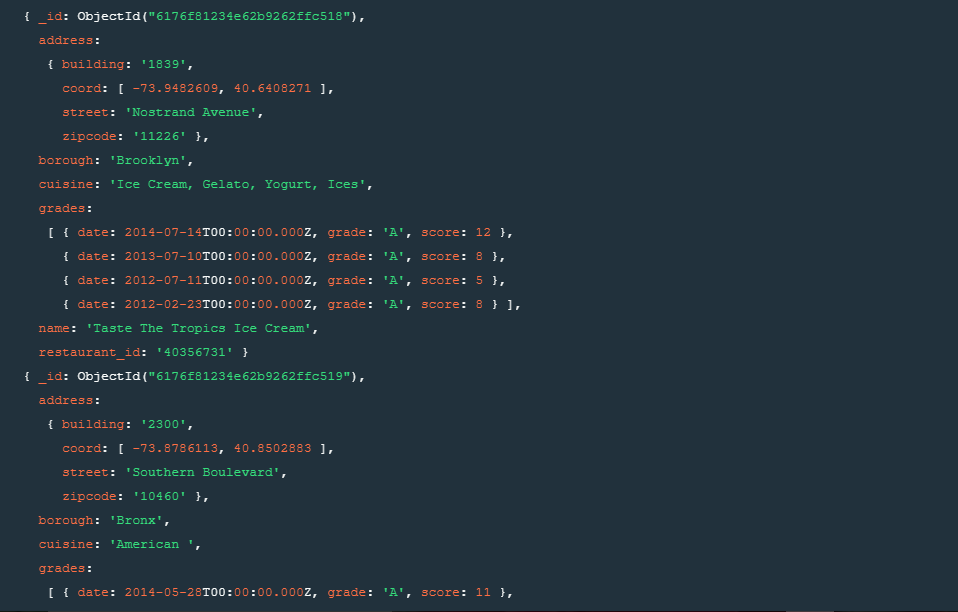 { _id: ObjectId("6176f81234e62b9262ffc518"),
address:
{ building: '1839',
coord: [ -73.9482609, 40.6408271 ],
street: 'Nostrand Avenue',
zipcode: '11226' },
borough: 'Brooklyn',
cuisine: 'Ice Cream, Gelato, Yogurt, Ices',
grades:
[ { date: 2014-07-14T00:00:00.000Z, grade: 'A', score: 12 },
{ date: 2013-07-10T00:00:00.000Z, grade: 'A', score: 8 },
{ date: 2012-07-11T00:00:00.000Z, grade: 'A', score: 5 },
{ date: 2012-02-23T00:00:00.000Z, grade: 'A', score: 8 } ],
name: 'Taste The Tropics Ice Cream',
restaurant_id: '40356731' }
{ _id: ObjectId("6176f81234e62b9262ffc519"),
address:
{ building: '2300',
coord: [ -73.8786113, 40.8502883 ],
street: 'Southern Boulevard',
zipcode: '10460' },
borough: 'Bronx',
cuisine: 'American ',
grades:
[ { date: 2014-05-28T00:00:00.000Z, grade: 'A', score: 11 },